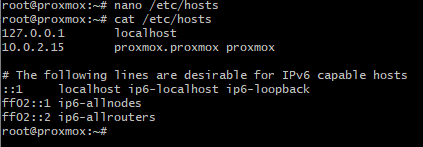 root@proxmox:~# nano /etc/hosts
root@proxmox:~# cat /etc/hosts
127.0.0.1       localhost
10.0.2.15       proxmox.proxmox proxmox

# The following lines are desirable for IPv6 capable hosts
::1     localhost ip6-localhost ip6-loopback
ff02::1 ip6-allnodes
ff02::2 ip6-allrouters
root@proxmox:~#